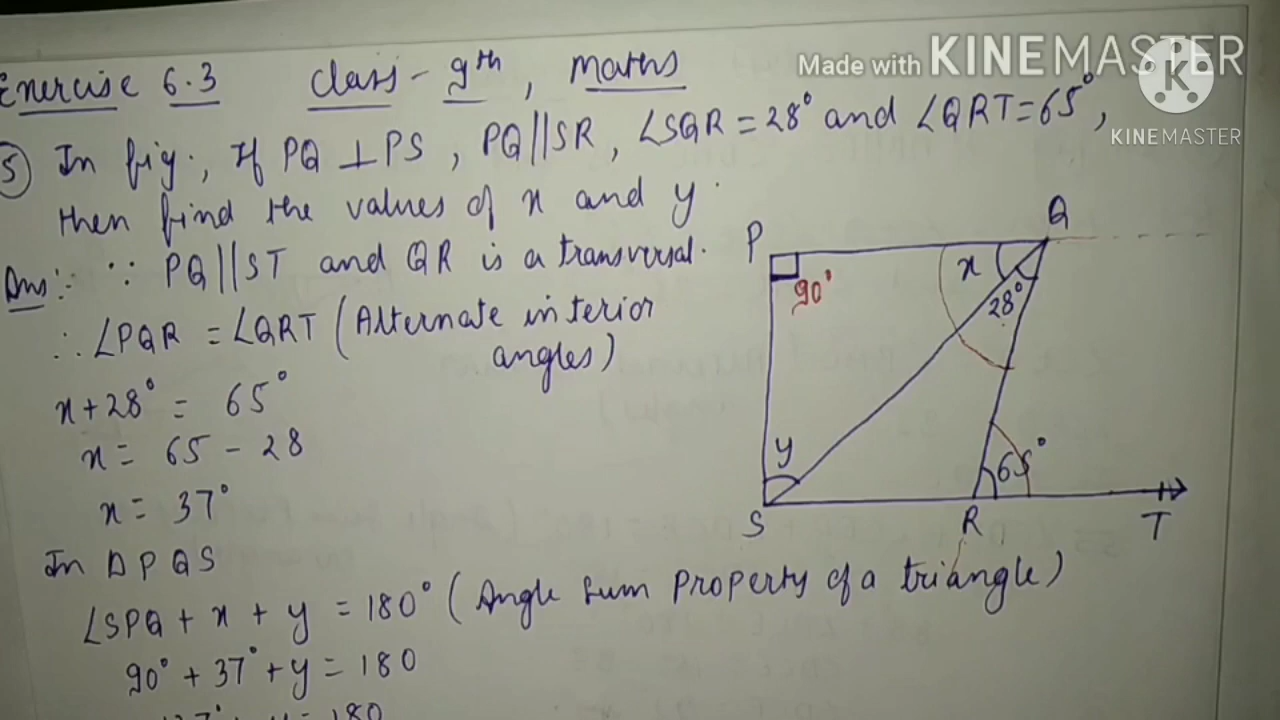 Made with KINEMASTER
K
KINEMASTER
Exercise 6.3 Class - 9th, Maths
5 In fig., If PQ ⊥ PS, PQ||SR, ∠SQR = 28° and ∠QRT = 65°,
then find the values of x and y.
Ans:- ∵ PQ||ST and QR is a transversal.
∴ ∠PQR = ∠QRT (Alternate interior
angles)
x + 28° = 65°
x = 65 - 28
x = 37°
In Δ PQS
∠SPQ + x + y = 180° (Angle Sum Property of a triangle)
90° + 37° + y = 180
P
Q
90°
x
28°
y
65°
S
R
T